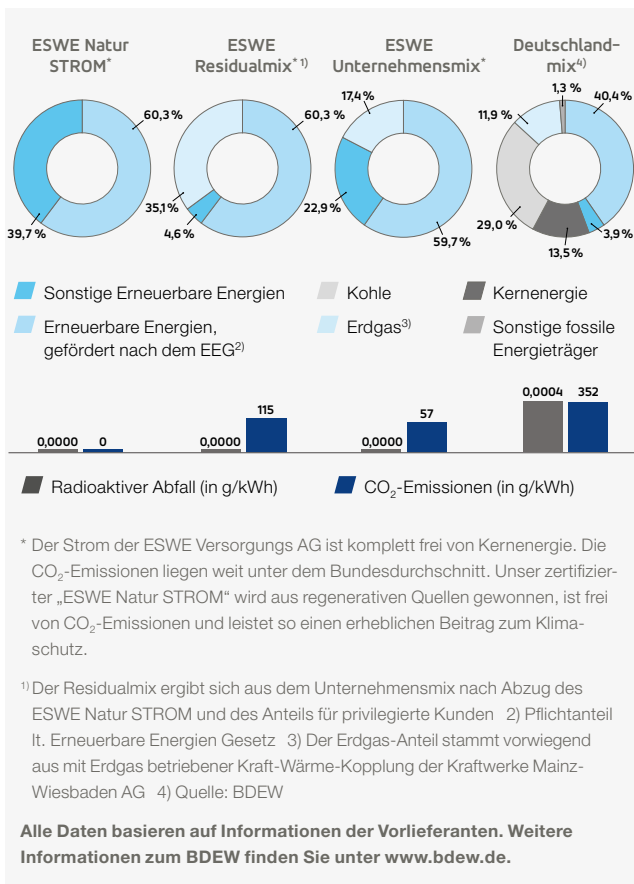 ESWE Natur
STROM*
ESWE
Residualmix* 1)
ESWE
Unternehmensmix*
Deutschland-
mix4)
60,3 %
39,7 %
60,3 %
35,1 %
4,6 %
17,4 %
22,9 %
59,7 %
1,3 %
40,4 %
11,9 %
29,0 %
3,9 %
13,5 %
Sonstige Erneuerbare Energien
Erneuerbare Energien,
gefördert nach dem EEG2)
Kohle
Erdgas3)
Kernenergie
Sonstige fossile
Energieträger
0,0000 0
0,0000 115
0,0000 57
0,0004 352
Radioaktiver Abfall (in g/kWh)
CO2-Emissionen (in g/kWh)
* Der Strom der ESWE Versorgungs AG ist komplett frei von Kernenergie. Die
CO2-Emissionen liegen weit unter dem Bundesdurchschnitt. Unser zertifizier-
ter „ESWE Natur STROM“ wird aus regenerativen Quellen gewonnen, ist frei
von CO2-Emissionen und leistet so einen erheblichen Beitrag zum Klima-
schutz.
1) Der Residualmix ergibt sich aus dem Unternehmensmix nach Abzug des
ESWE Natur STROM und des Anteils für privilegierte Kunden 2) Pflichtanteil
lt. Erneuerbare Energien Gesetz 3) Der Erdgas-Anteil stammt vorwiegend
aus mit Erdgas betriebener Kraft-Wärme-Kopplung der Kraftwerke Mainz-
Wiesbaden AG 4) Quelle: BDEW
Alle Daten basieren auf Informationen der Vorlieferanten. Weitere
Informationen zum BDEW finden Sie unter www.bdew.de.